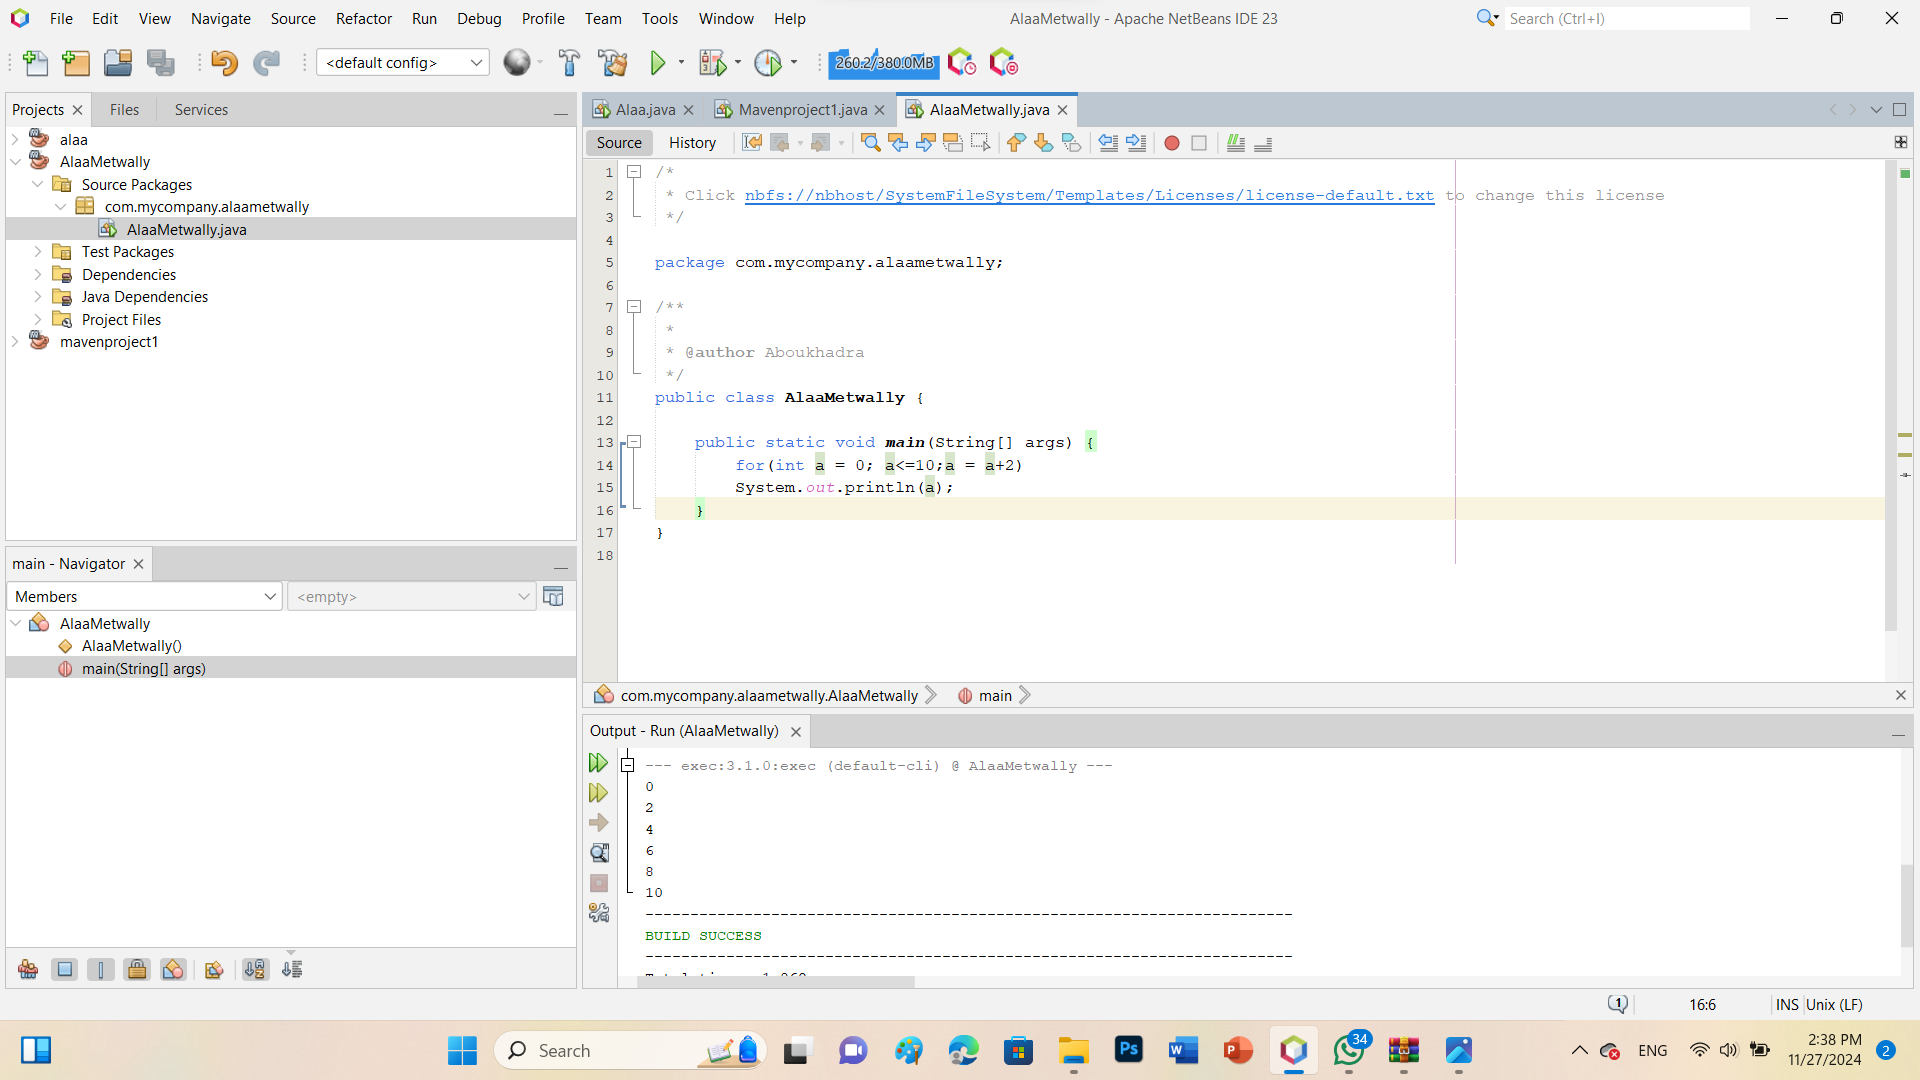 File Edit View Navigate Source Refactor Run Debug Profile Team Tools Window Help
AlaaMetwally - Apache NetBeans IDE 23
Search (Ctrl+I)
<default config>
260.2/380.0MB
Projects Files Services
alaa
AlaaMetwally
Source Packages
com.mycompany.alaametwally
AlaaMetwally.java
Test Packages
Dependencies
Java Dependencies
Project Files
mavenproject1
main - Navigator
Members <empty>
AlaaMetwally
AlaaMetwally()
main(String[] args)
Alaa.java Mavenproject1.java AlaaMetwally.java
Source History
1 /*
2 * Click nbfs://nbhost/SystemFileSystem/Templates/Licenses/license-default.txt to change this license
3 */
4
5 package com.mycompany.alaametwally;
6
7 /**
8 *
9 * @author Aboukhadra
10 */
11 public class AlaaMetwally {
12
13 public static void main(String[] args) {
14 for(int a = 0; a<=10;a = a+2)
15 System.out.println(a);
16 }
17 }
18
com.mycompany.alaametwally.AlaaMetwally main
Output - Run (AlaaMetwally)
--- exec:3.1.0:exec (default-cli) @ AlaaMetwally ---
0
2
4
6
8
10
------------------------------------------------------------------------
BUILD SUCCESS
------------------------------------------------------------------------
1 16:6 INS Unix (LF)
Search
Ps
34
ENG
2:38 PM
11/27/2024
2